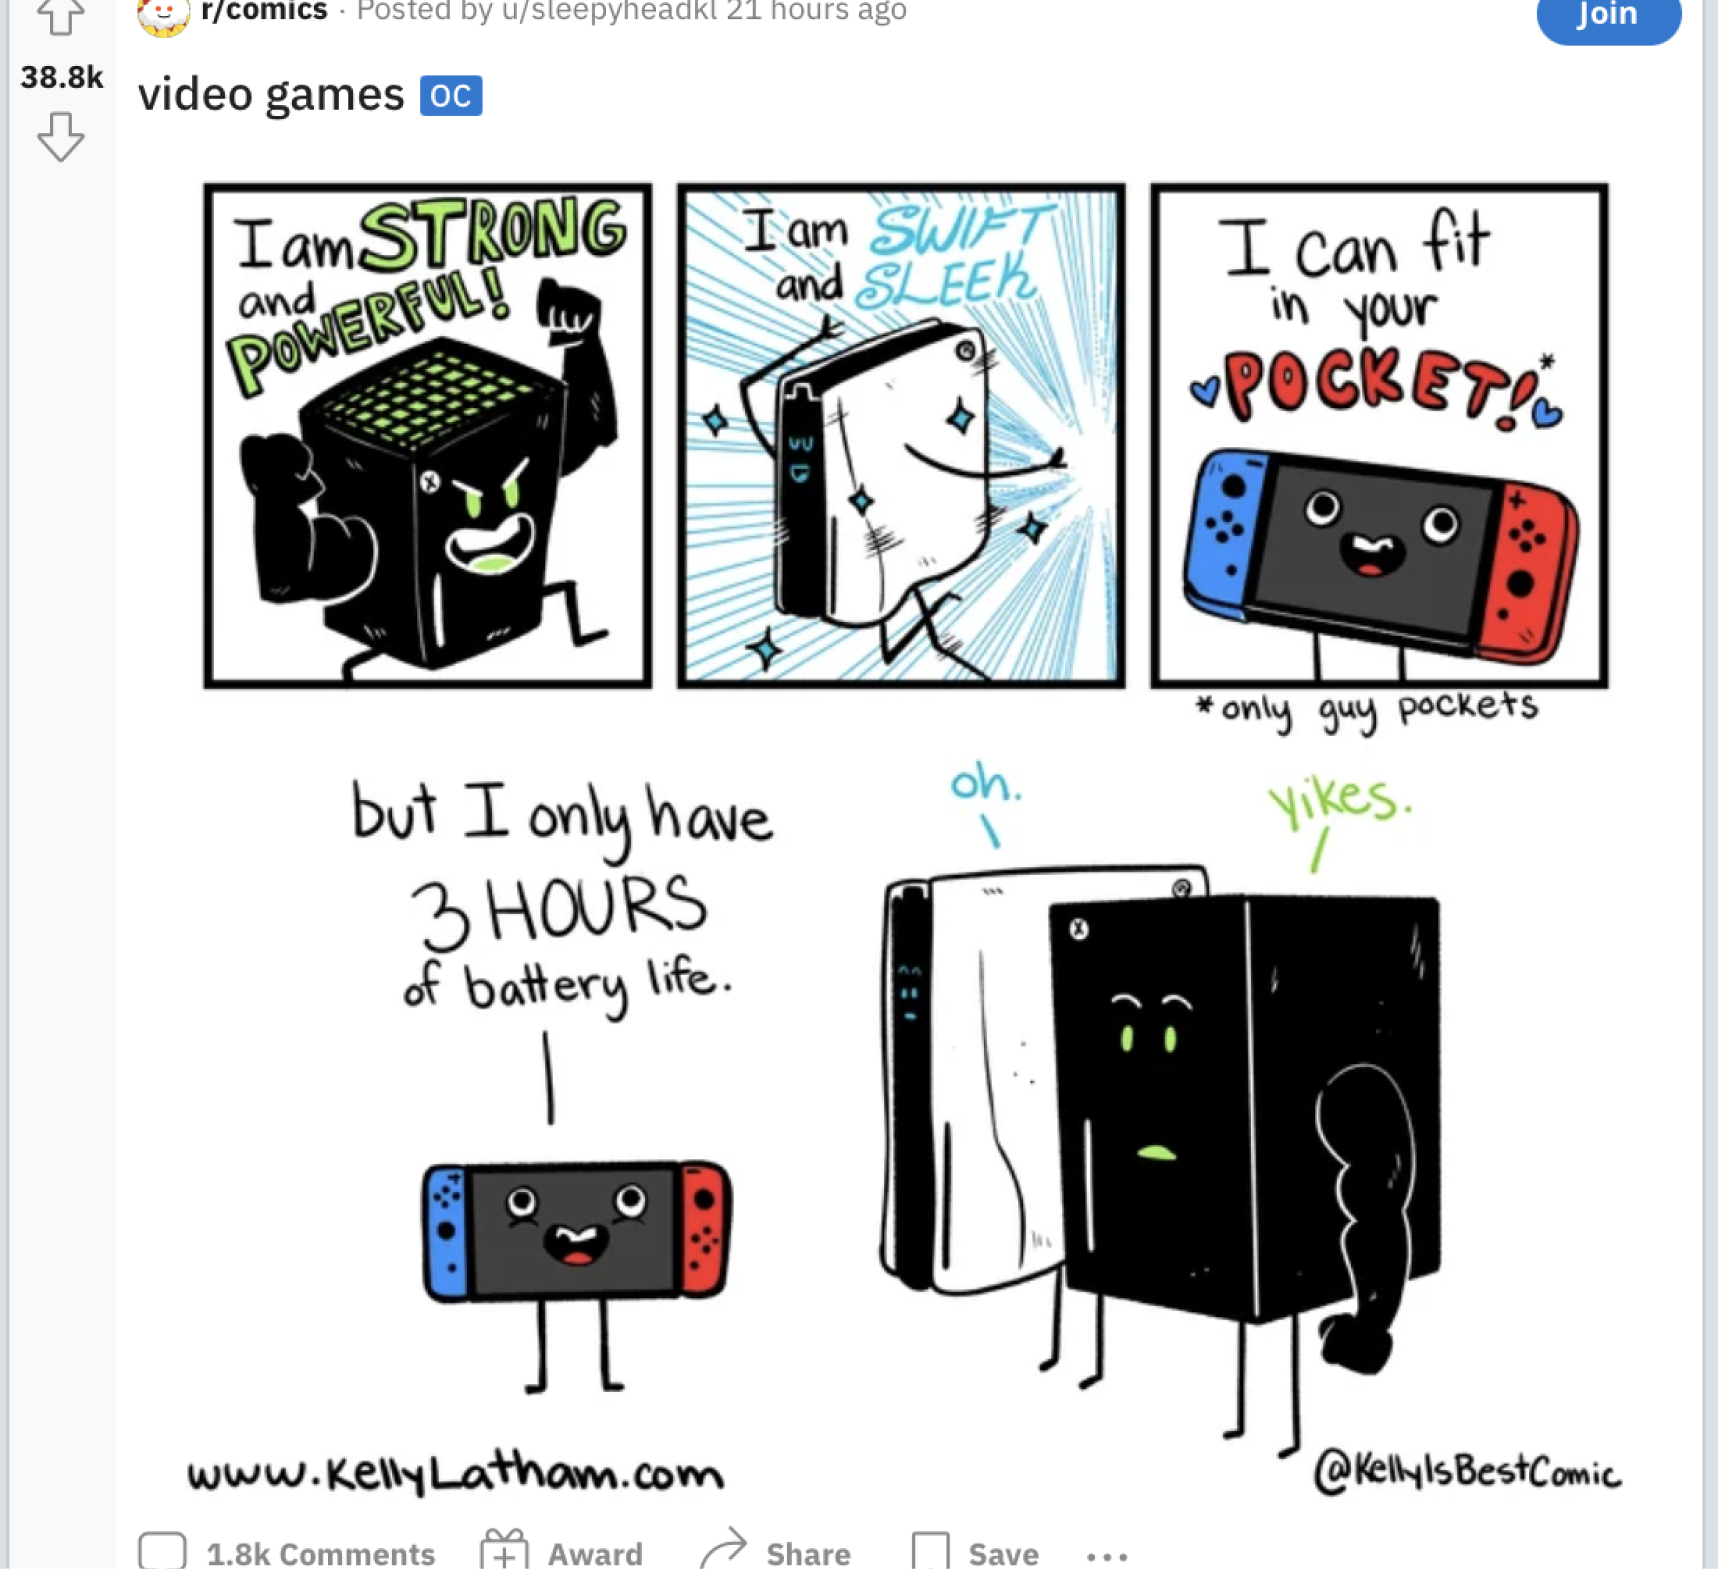 r/comics · Posted by u/sleepyheadkl 21 hours ago
Join
38.8k
video games OC
I am STRONG
and
POWERFUL!
I am SWIFT
and SLEEK
I can fit
in your
POCKET!*
*only guy pockets
but I only have
3 HOURS
of battery life.
oh.
yikes.
www.KellyLatham.com
@KellyIsBestComic
1.8k Comments
Award
Share
Save